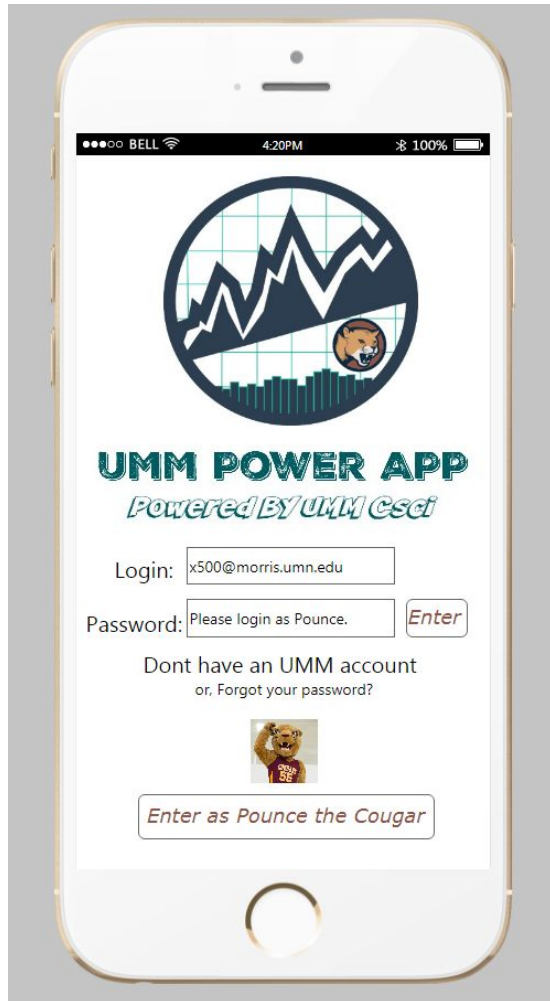 BELL 4:20PM 100%
UMM POWER APP
Powered BY UMM Csci
Login: x500@morris.umn.edu
Password: Please login as Pounce. Enter
Dont have an UMM account
or, Forgot your password?
Enter as Pounce the Cougar